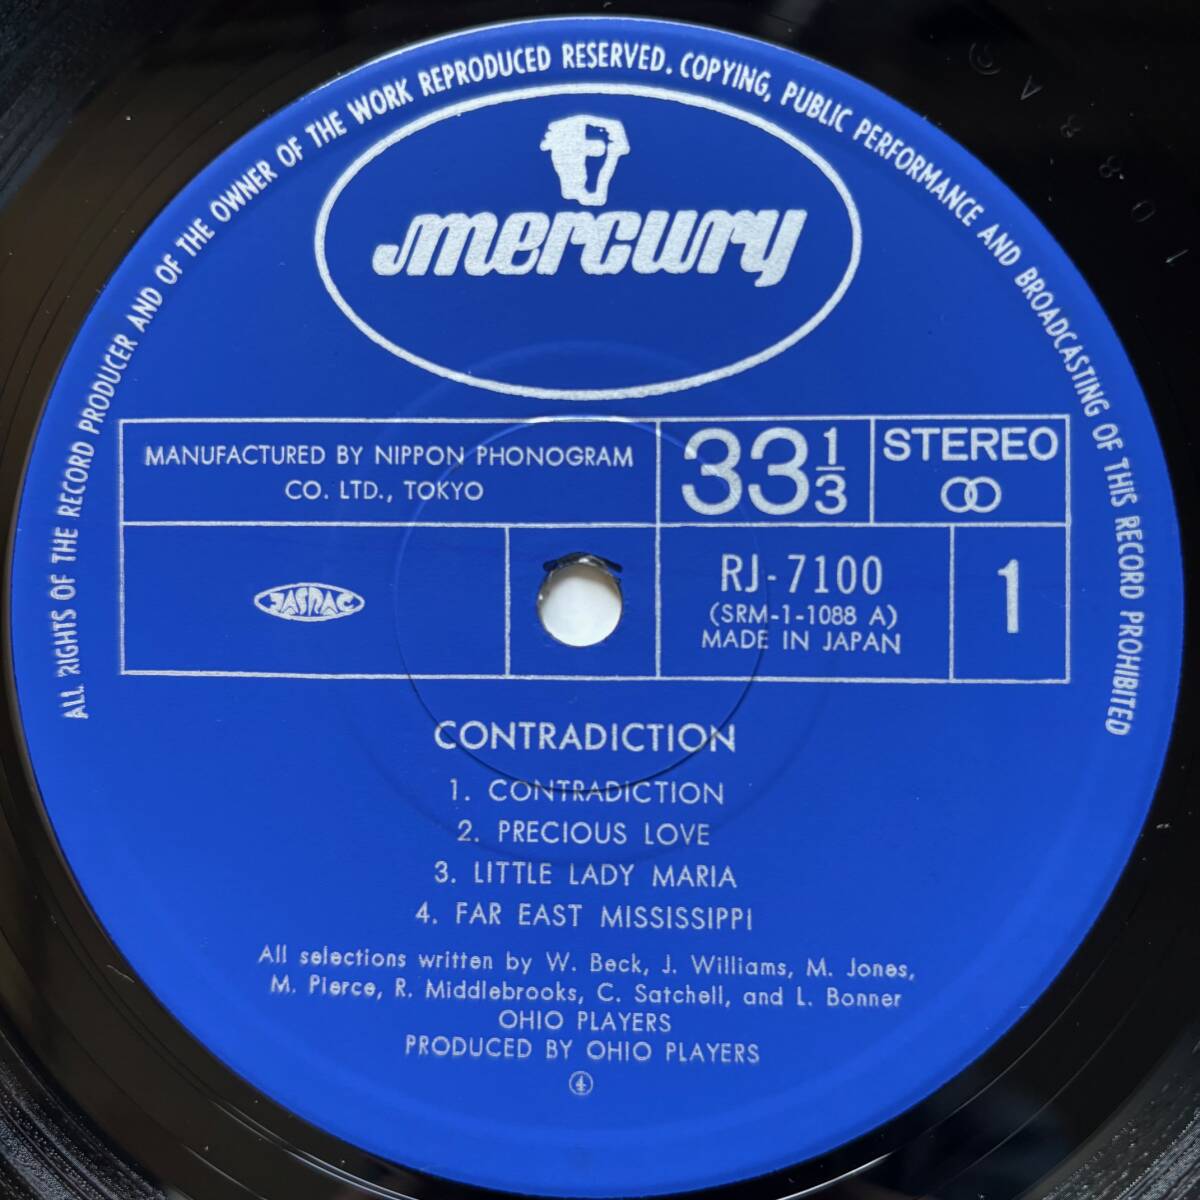 ALL RIGHTS OF THE RECORD PRODUCER AND OF THE OWNER OF THE WORK REPRODUCED RESERVED. COPYING, PUBLIC PERFORMANCE AND BROADCASTING OF THIS RECORD PROHIBITED
mercury
MANUFACTURED BY NIPPON PHONOGRAM
CO. LTD., TOKYO
33 1/3
STEREO
JASRAC
RJ-7100
(SRM-1-1088 A)
MADE IN JAPAN
1
CONTRADICTION
1. CONTRADICTION
2. PRECIOUS LOVE
3. LITTLE LADY MARIA
4. FAR EAST MISSISSIPPI
All selections written by W. Beck, J. Williams, M. Jones,
M. Pierce, R. Middlebrooks, C. Satchell, and L. Bonner
OHIO PLAYERS
PRODUCED BY OHIO PLAYERS
④